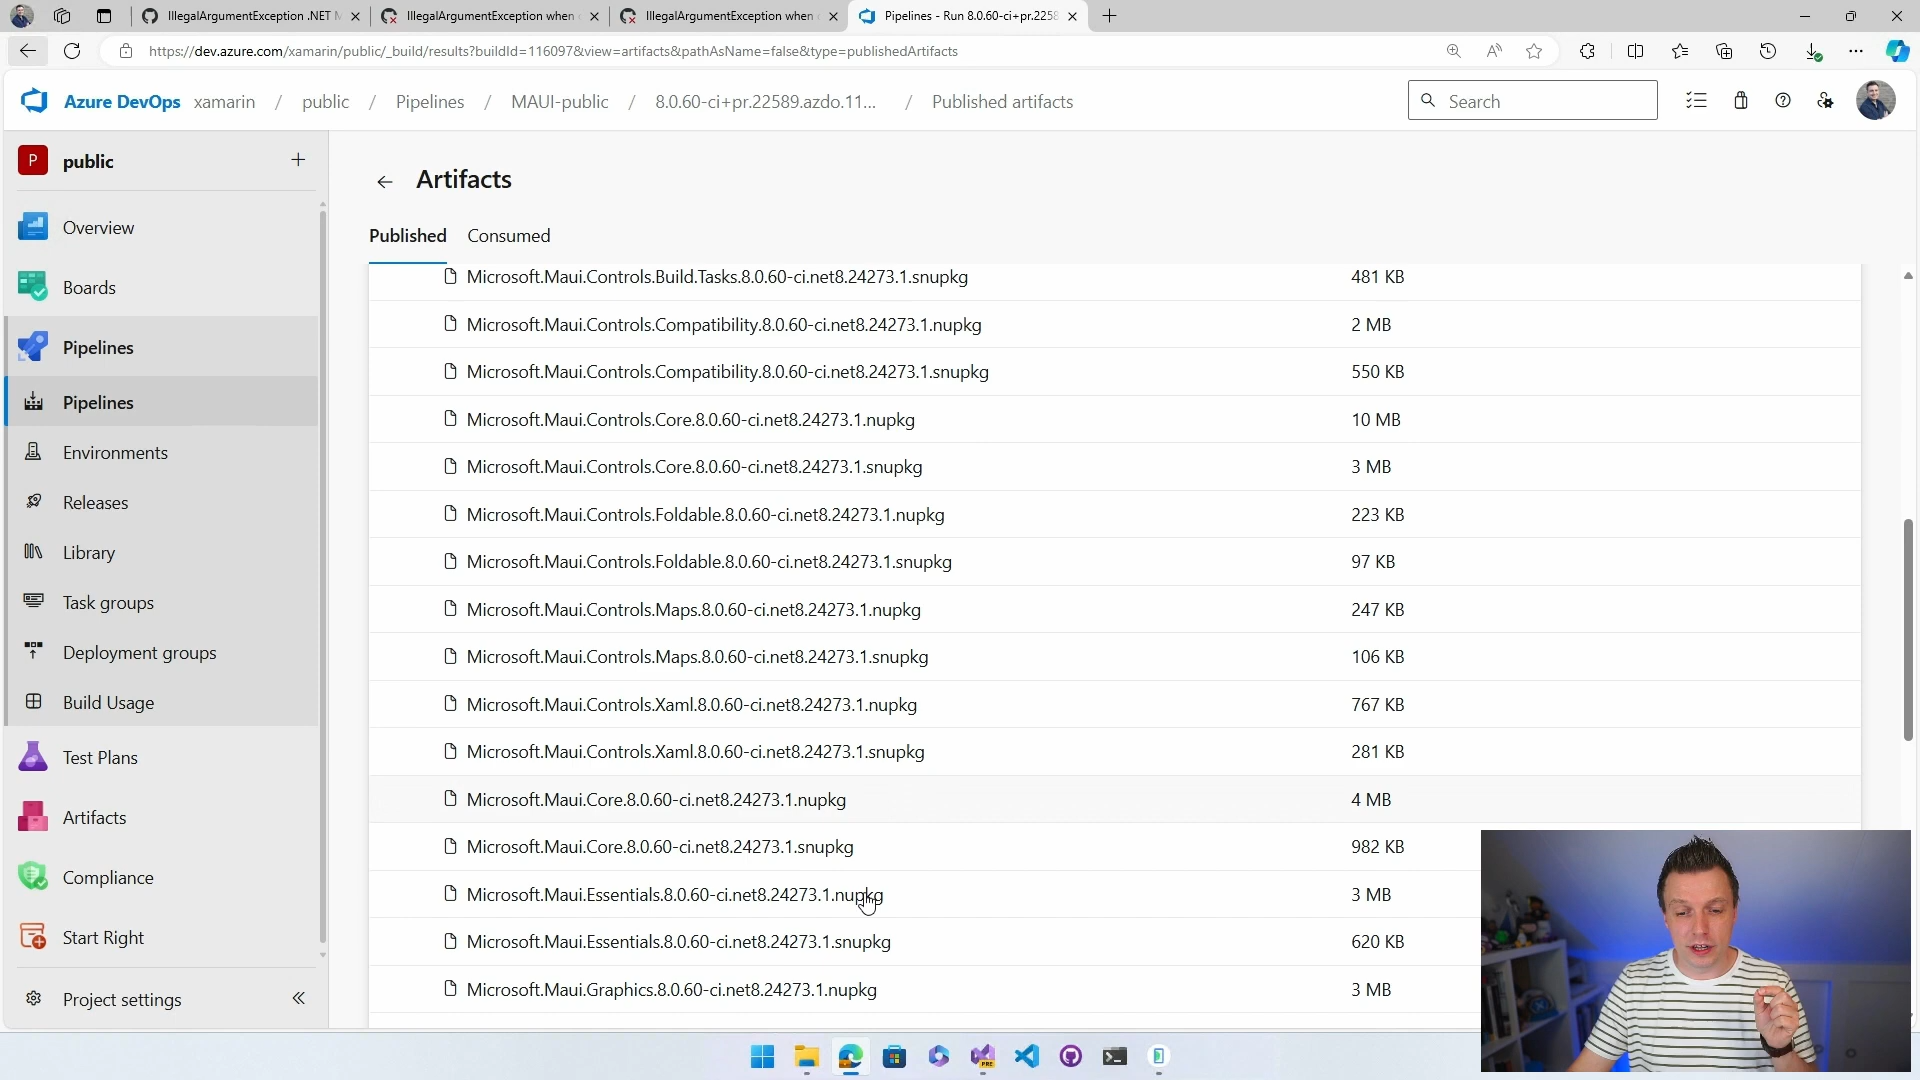 IllegalArgumentException .NET M
IllegalArgumentException when
IllegalArgumentException when
Pipelines - Run 8.0.60-ci+pr.2258
https://dev.azure.com/xamarin/public/_build/results?buildId=116097&view=artifacts&pathAsName=false&type=publishedArtifacts
Azure DevOps xamarin / public / Pipelines / MAUI-public / 8.0.60-ci+pr.22589.azdo.11... / Published artifacts
Search
P public
Overview
Boards
Pipelines
Pipelines
Environments
Releases
Library
Task groups
Deployment groups
Build Usage
Test Plans
Artifacts
Compliance
Start Right
Project settings
Artifacts
Published Consumed
Microsoft.Maui.Controls.Build.Tasks.8.0.60-ci.net8.24273.1.snupkg 481 KB
Microsoft.Maui.Controls.Compatibility.8.0.60-ci.net8.24273.1.nupkg 2 MB
Microsoft.Maui.Controls.Compatibility.8.0.60-ci.net8.24273.1.snupkg 550 KB
Microsoft.Maui.Controls.Core.8.0.60-ci.net8.24273.1.nupkg 10 MB
Microsoft.Maui.Controls.Core.8.0.60-ci.net8.24273.1.snupkg 3 MB
Microsoft.Maui.Controls.Foldable.8.0.60-ci.net8.24273.1.nupkg 223 KB
Microsoft.Maui.Controls.Foldable.8.0.60-ci.net8.24273.1.snupkg 97 KB
Microsoft.Maui.Controls.Maps.8.0.60-ci.net8.24273.1.nupkg 247 KB
Microsoft.Maui.Controls.Maps.8.0.60-ci.net8.24273.1.snupkg 106 KB
Microsoft.Maui.Controls.Xaml.8.0.60-ci.net8.24273.1.nupkg 767 KB
Microsoft.Maui.Controls.Xaml.8.0.60-ci.net8.24273.1.snupkg 281 KB
Microsoft.Maui.Core.8.0.60-ci.net8.24273.1.nupkg 4 MB
Microsoft.Maui.Core.8.0.60-ci.net8.24273.1.snupkg 982 KB
Microsoft.Maui.Essentials.8.0.60-ci.net8.24273.1.nupkg 3 MB
Microsoft.Maui.Essentials.8.0.60-ci.net8.24273.1.snupkg 620 KB
Microsoft.Maui.Graphics.8.0.60-ci.net8.24273.1.nupkg 3 MB
PRE